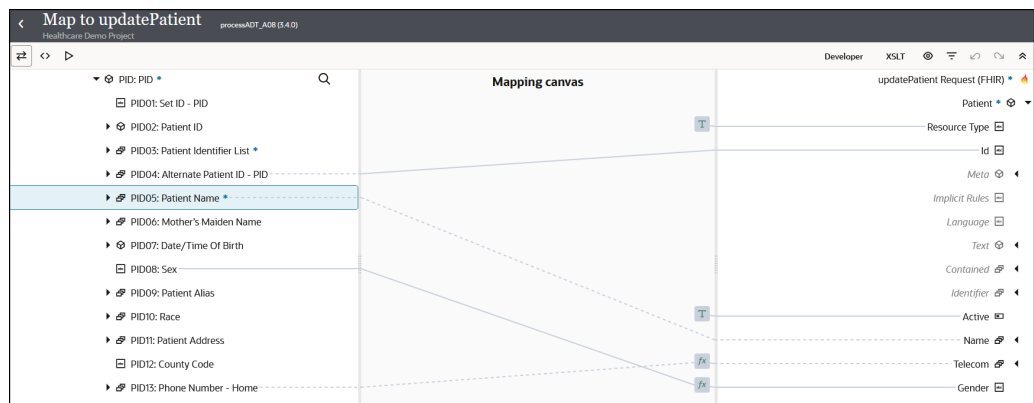 Map to updatePatient processADT_A08 (3.4.0)
Healthcare Demo Project
Developer XSLT
PID: PID *
Mapping canvas
updatePatient Request (FHIR) *
PID01: Set ID - PID
Patient *
PID02: Patient ID
T
Resource Type
PID03: Patient Identifier List *
Id
PID04: Alternate Patient ID - PID
Meta
PID05: Patient Name *
Implicit Rules
PID06: Mother's Maiden Name
Language
PID07: Date/Time Of Birth
Text
PID08: Sex
Contained
PID09: Patient Alias
Identifier
PID10: Race
T
Active
PID11: Patient Address
Name
PID12: County Code
fx
Telecom
PID13: Phone Number - Home
fx
Gender